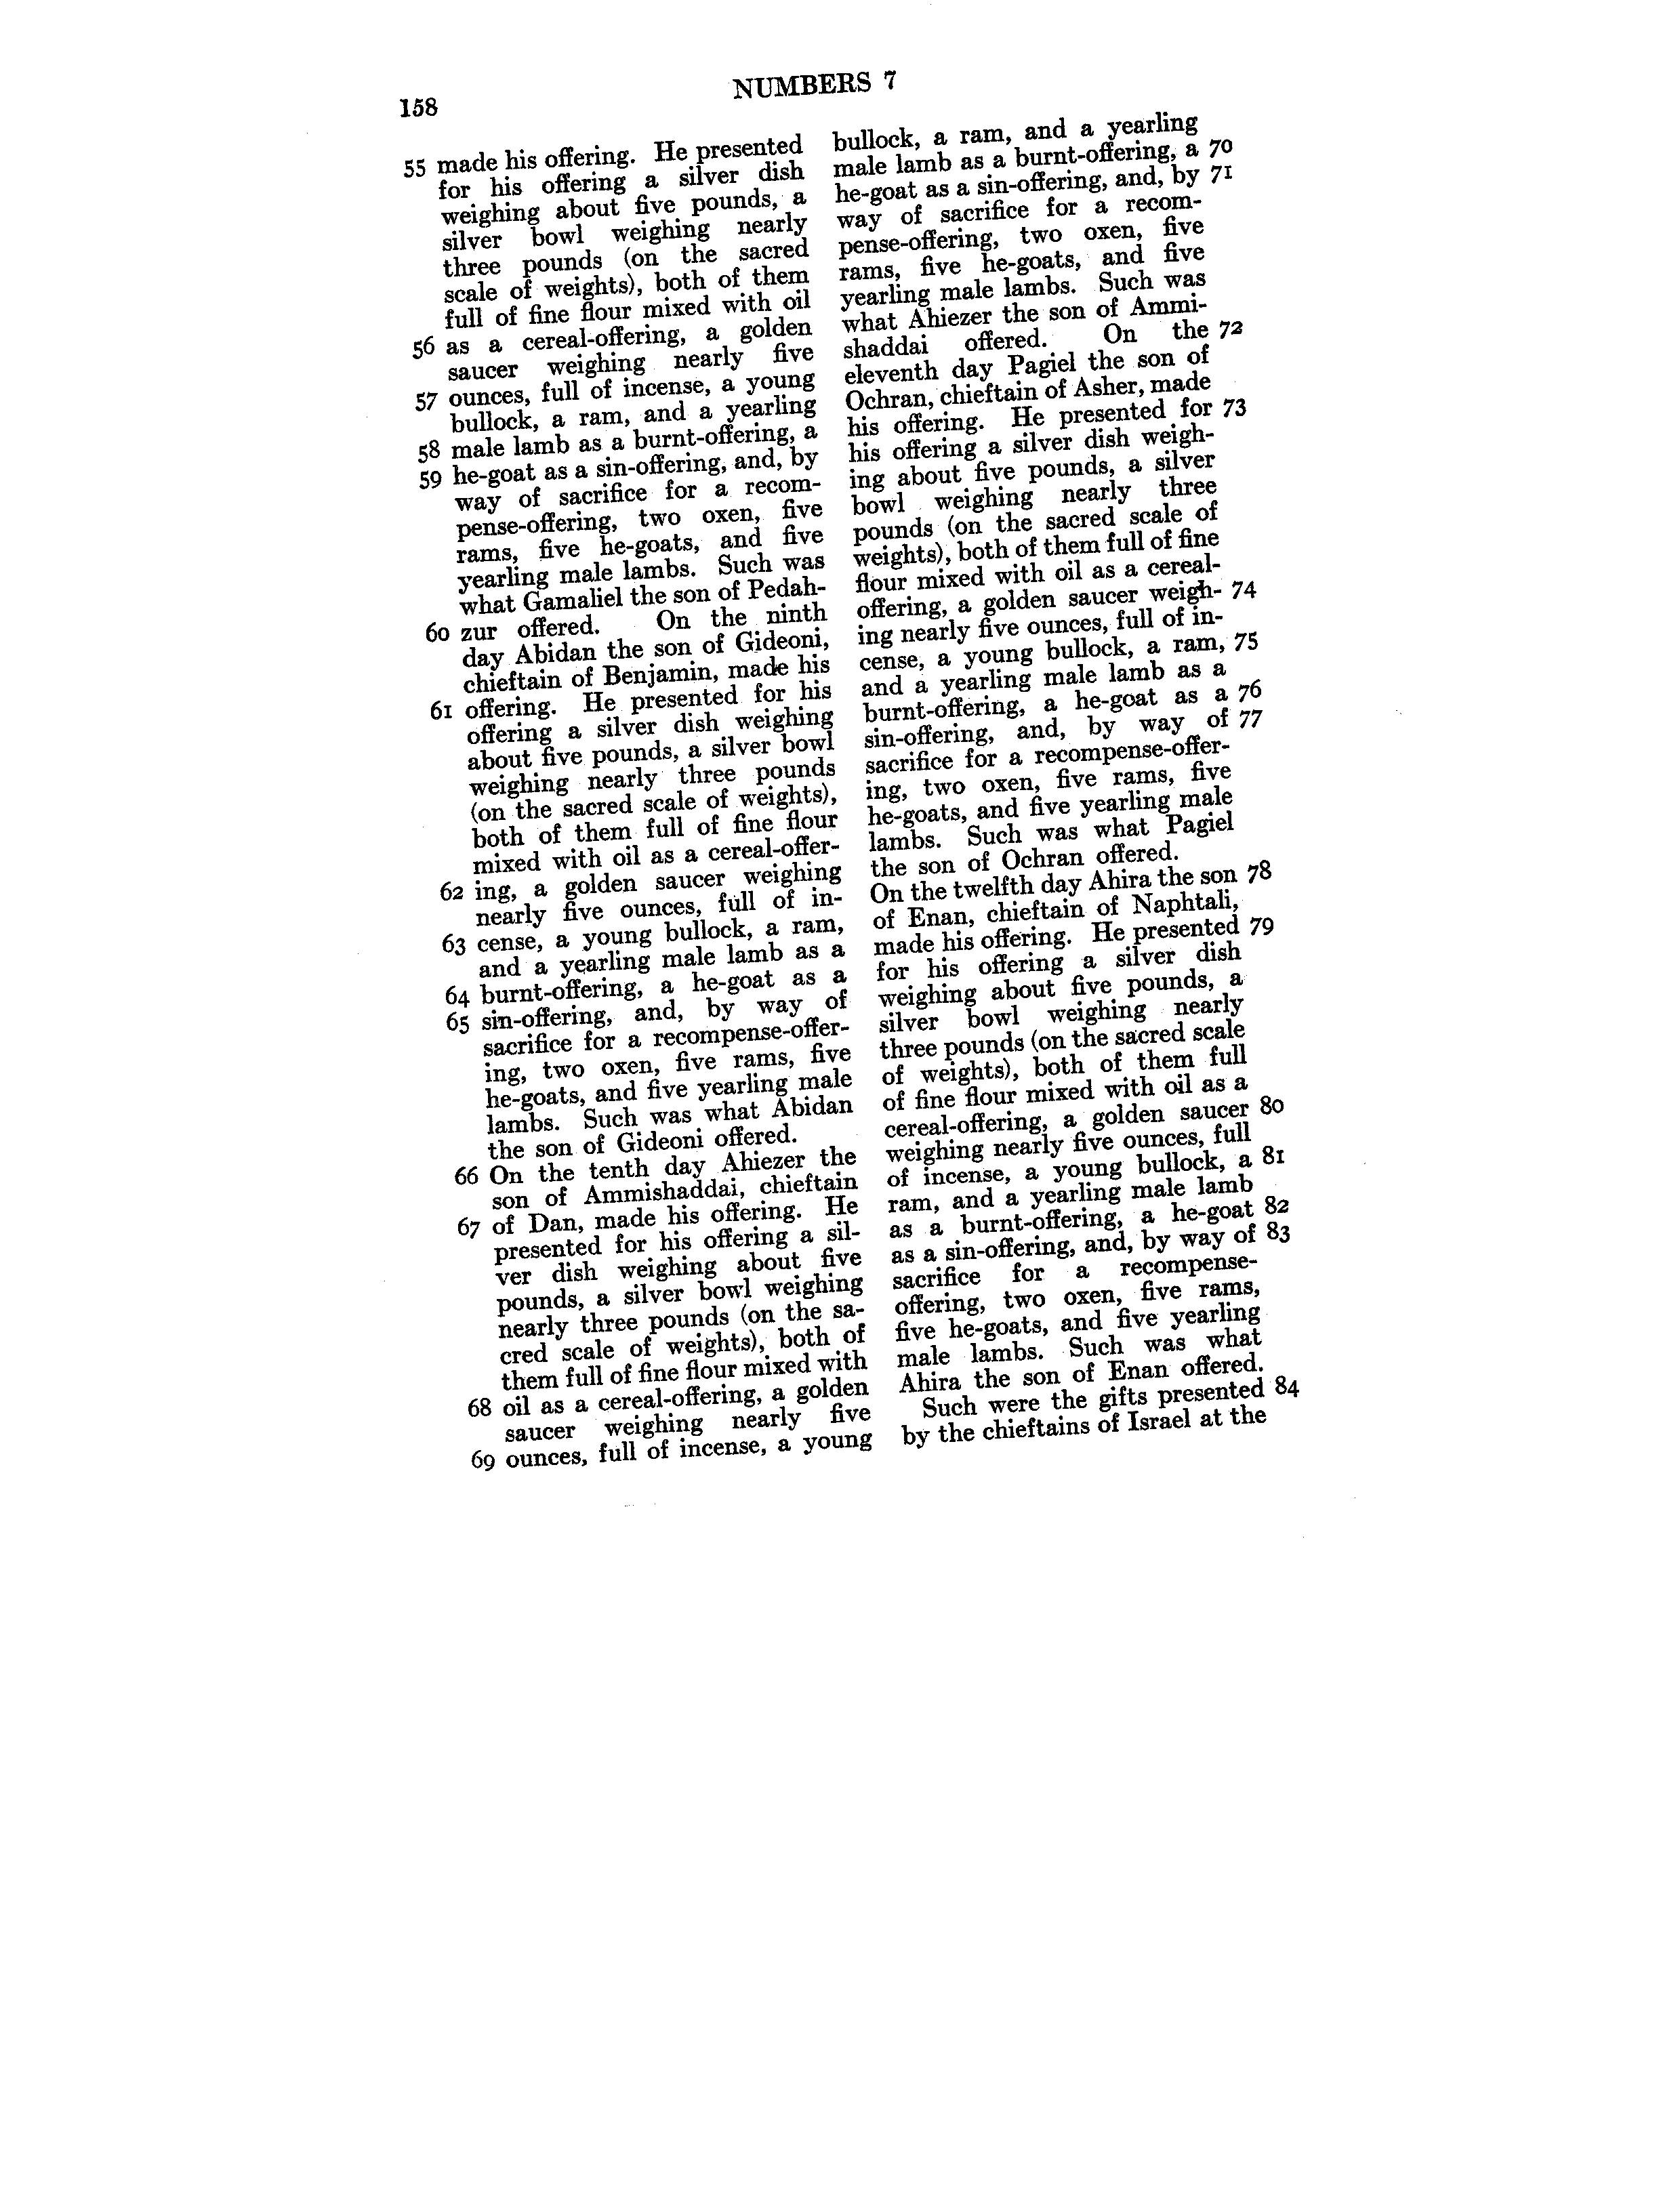 158
NUMBERS 7
55 made his offering. He presented
for his offering a silver dish
weighing about five pounds, a
silver bowl weighing nearly
three pounds (on the sacred
scale of weights), both of them
full of fine flour mixed with oil
56 as a cereal-offering, a golden
saucer weighing nearly five
57 ounces, full of incense, a young
bullock, a ram, and a yearling
58 male lamb as a burnt-offering, a
59 he-goat as a sin-offering, and, by
way of sacrifice for a recom-
pense-offering, two oxen, five
rams, five he-goats, and five
yearling male lambs. Such was
what Gamaliel the son of Pedah-
60 zur offered. On the ninth
day Abidan the son of Gideoni,
chieftain of Benjamin, made his
61 offering. He presented for his
offering a silver dish weighing
about five pounds, a silver bowl
weighing nearly three pounds
(on the sacred scale of weights),
both of them full of fine flour
mixed with oil as a cereal-offer-
62 ing, a golden saucer weighing
nearly five ounces, full of in-
63 cense, a young bullock, a ram,
and a yearling male lamb as a
64 burnt-offering, a he-goat as a
65 sin-offering, and, by way of
sacrifice for a recompense-offer-
ing, two oxen, five rams, five
he-goats, and five yearling male
lambs. Such was what Abidan
the son of Gideoni offered.
66 On the tenth day Ahiezer the
son of Ammishaddai, chieftain
67 of Dan, made his offering. He
presented for his offering a sil-
ver dish weighing about five
pounds, a silver bowl weighing
nearly three pounds (on the sa-
cred scale of weights), both of
them full of fine flour mixed with
68 oil as a cereal-offering, a golden
saucer weighing nearly five
69 ounces, full of incense, a young
bullock, a ram, and a yearling
male lamb as a burnt-offering, a 70
he-goat as a sin-offering, and, by 71
way of sacrifice for a recom-
pense-offering, two oxen, five
rams, five he-goats, and five
yearling male lambs. Such was
what Ahiezer the son of Ammi-
shaddai offered. On the 72
eleventh day Pagiel the son of
Ochran, chieftain of Asher, made
his offering. He presented for 73
his offering a silver dish weigh-
ing about five pounds, a silver
bowl weighing nearly three
pounds (on the sacred scale of
weights), both of them full of fine
flour mixed with oil as a cereal-
offering, a golden saucer weigh- 74
ing nearly five ounces, full of in-
cense, a young bullock, a ram, 75
and a yearling male lamb as a
burnt-offering, a he-goat as a 76
sin-offering, and, by way of 77
sacrifice for a recompense-offer-
ing, two oxen, five rams, five
he-goats, and five yearling male
lambs. Such was what Pagiel
the son of Ochran offered.
On the twelfth day Ahira the son 78
of Enan, chieftain of Naphtali,
made his offering. He presented 79
for his offering a silver dish
weighing about five pounds, a
silver bowl weighing nearly
three pounds (on the sacred scale
of weights), both of them full
of fine flour mixed with oil as a
cereal-offering, a golden saucer 80
weighing nearly five ounces, full
of incense, a young bullock, a 81
ram, and a yearling male lamb
as a burnt-offering, a he-goat 82
as a sin-offering, and, by way of 83
sacrifice for a recompense-
offering, two oxen, five rams,
five he-goats, and five yearling
male lambs. Such was what
Ahira the son of Enan offered.
Such were the gifts presented 84
by the chieftains of Israel at the